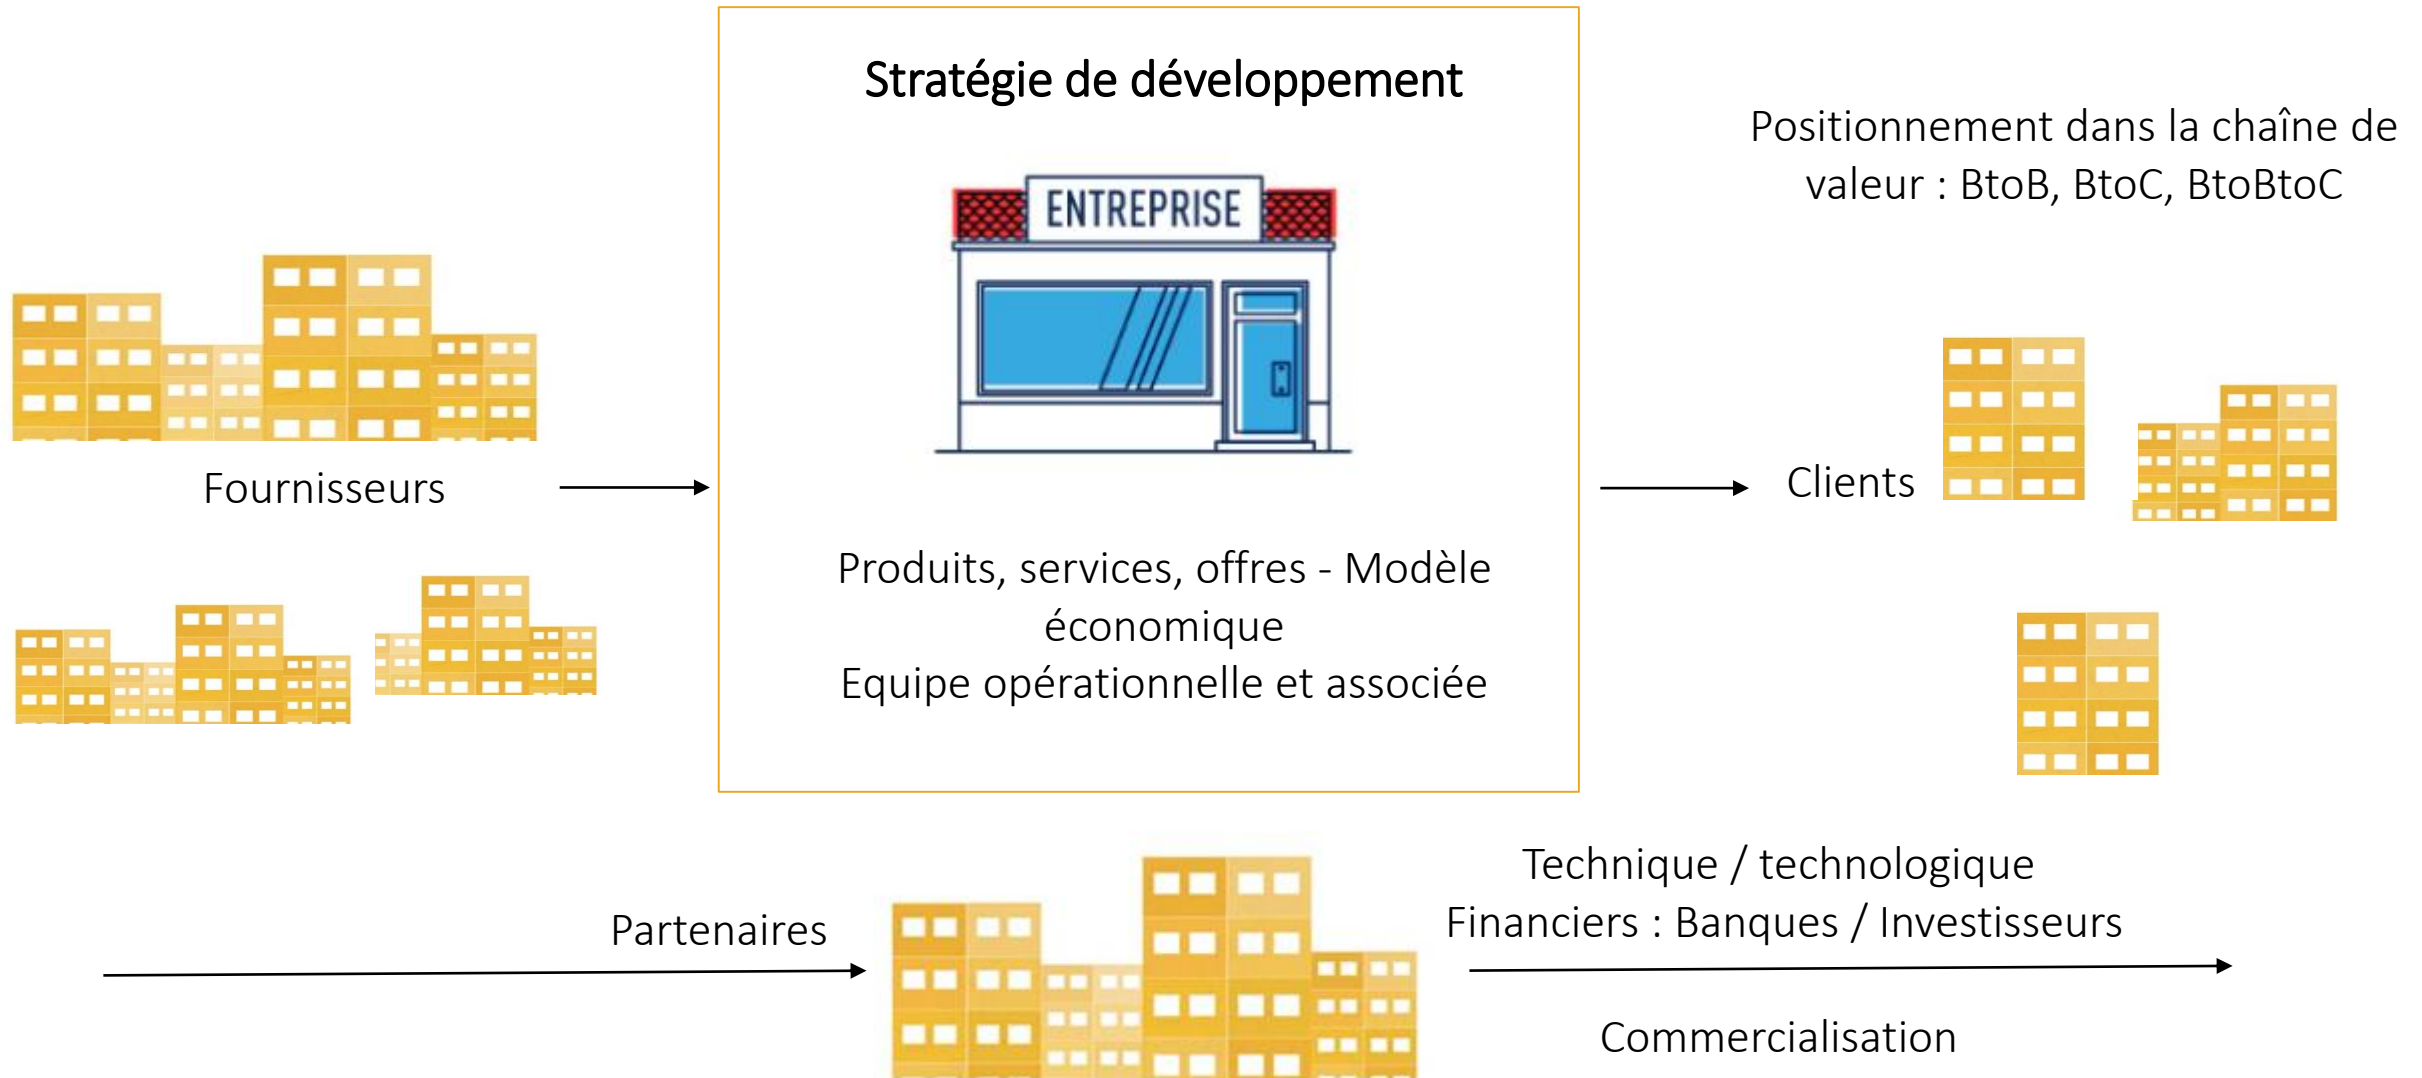 Stratégie de développement
ENTREPRISE
Positionnement dans la chaîne de
valeur : BtoB, BtoC, BtoBtoC
Fournisseurs
Clients
Produits, services, offres - Modèle
économique
Equipe opérationnelle et associée
Partenaires
Technique / technologique
Financiers : Banques / Investisseurs
Commercialisation